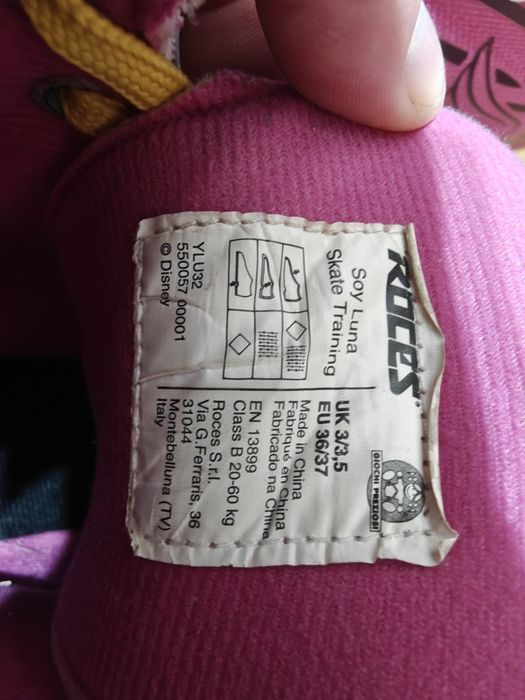 ROCES®
GIOCHI PREZIOSI
Soy Luna
Skate Training
YLU32
550057 00001
© Disney
UK 3/3,5
EU 36/37
Made in China
Fabriqué en China
Fabricado na China
EN 13899
Class B 20-60 kg
Roces S.r.l.
Via G.Ferraris, 36
31044
Montebelluna (TV)
Italy